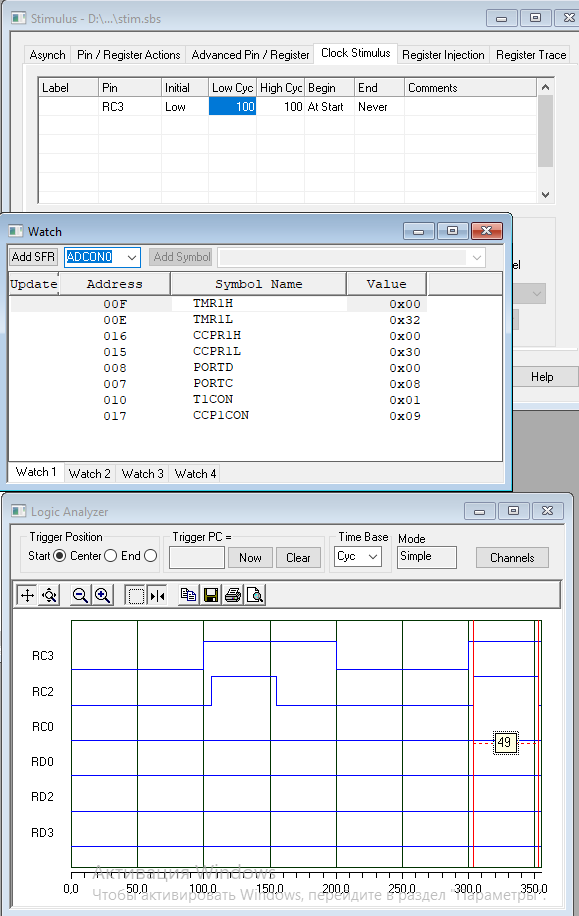 Stimulus - D:\...\stim.sbs
Asynch Pin / Register Actions Advanced Pin / Register Clock Stimulus Register Injection Register Trace
Label Pin Initial Low Cyc High Cyc Begin End Comments
RC3 Low 100 100 At Start Never
el
Help
Watch
Add SFR ADCON0 Add Symbol
Update Address Symbol Name Value
00F TMR1H 0x00
00E TMR1L 0x32
016 CCPR1H 0x00
015 CCPR1L 0x30
008 PORTD 0x00
007 PORTC 0x08
010 T1CON 0x01
017 CCP1CON 0x09
Watch 1 Watch 2 Watch 3 Watch 4
Logic Analyzer
Trigger Position Trigger PC = Time Base Mode
Start Center End Now Clear Cyc Simple Channels
RC3
RC2
RC0
49
RD0
RD2
RD3
Активация Windows
0,0 50,0 100,0 150,0 200,0 250,0 300,0 350,0
Чтобы активировать Windows, перейдите в раздел "Параметры".